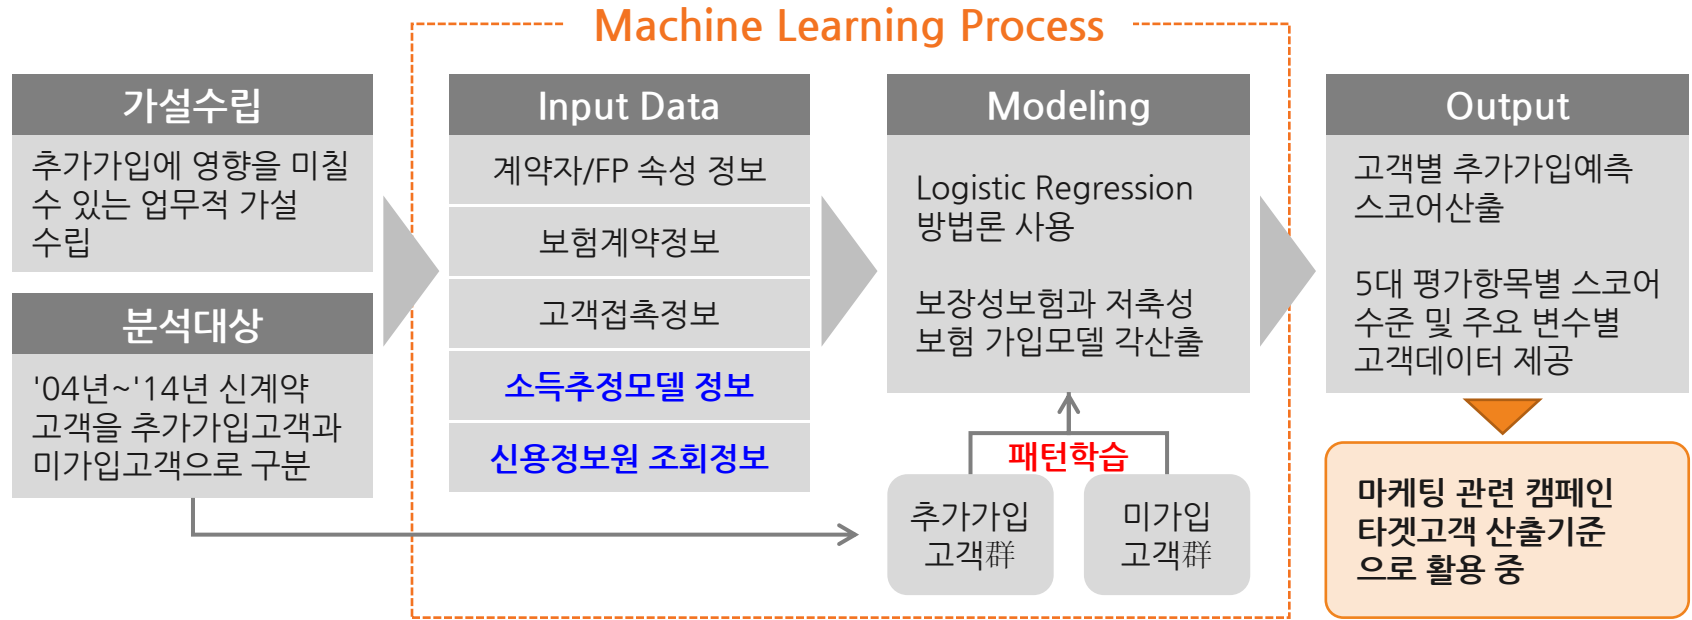 Machine Learning Process
가설수립
추가가입에 영향을 미칠
수 있는 업무적 가설
수립
분석대상
'04년~'14년 신계약
고객을 추가가입고객과
미가입고객으로 구분
Input Data
계약자/FP 속성 정보
보험계약정보
고객접촉정보
소득추정모델 정보
신용정보원 조회정보
Modeling
Logistic Regression
방법론 사용
보장성보험과 저축성
보험 가입모델 각산출
패턴학습
추가가입
고객群
미가입
고객群
Output
고객별 추가가입예측
스코어산출
5대 평가항목별 스코어
수준 및 주요 변수별
고객데이터 제공
마케팅 관련 캠페인
타겟고객 산출기준
으로 활용 중